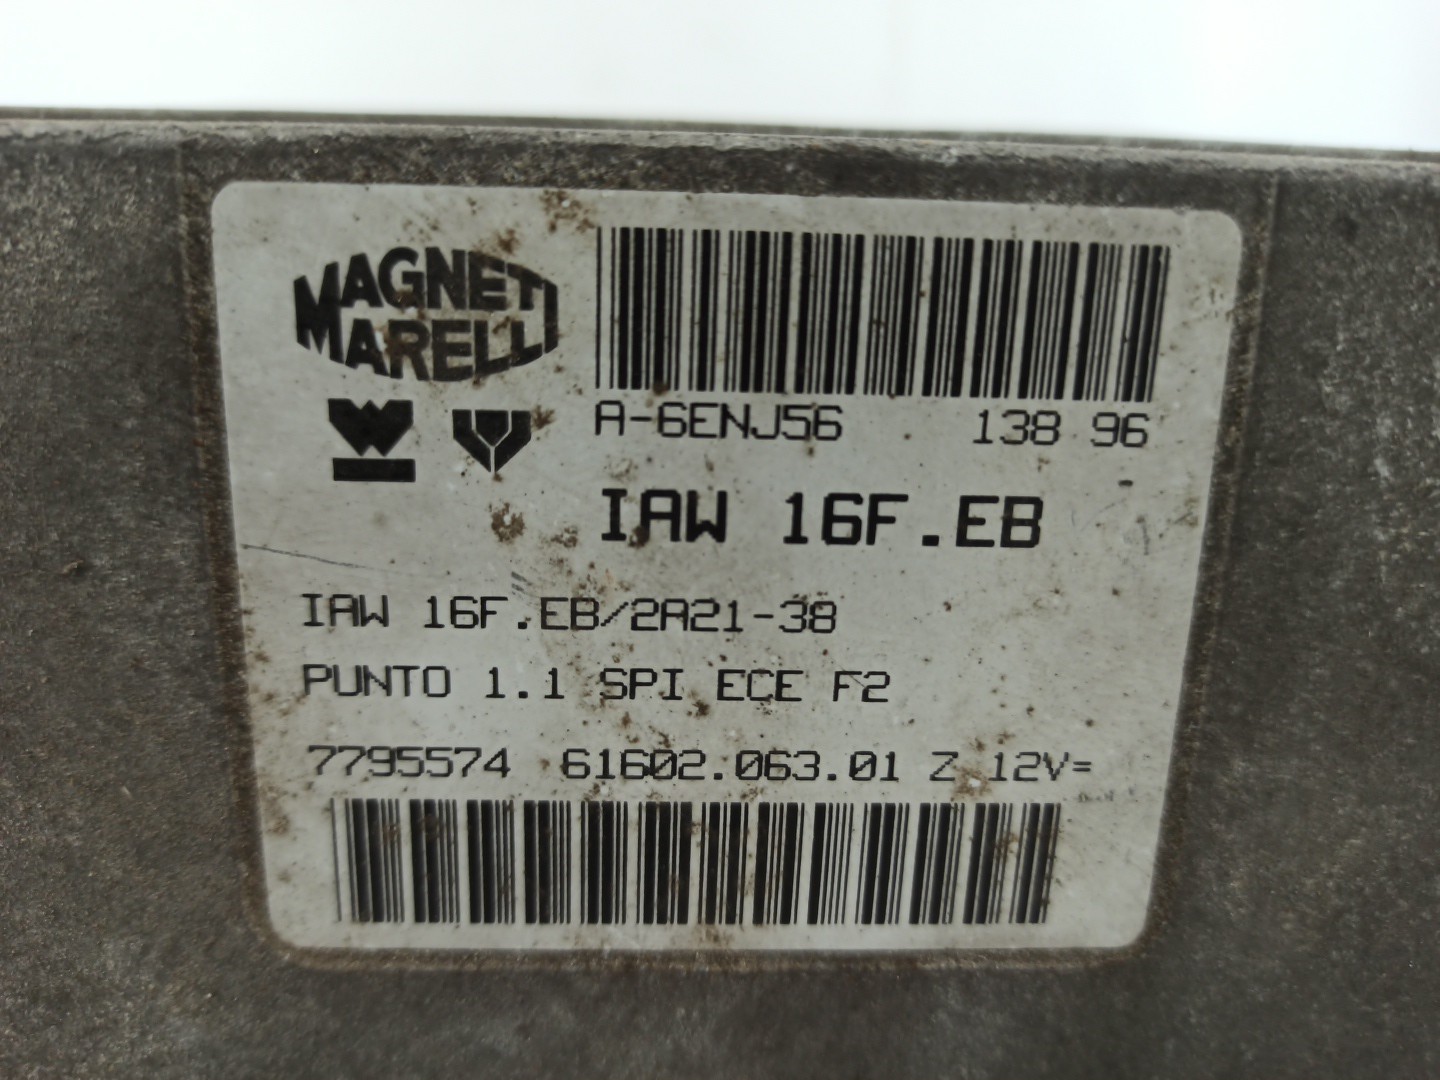 MAGNETI
MARELLI
A-6ENJ56 138 96
IAW 16F.EB
IAW 16F.EB/2A21-38
PUNTO 1.1 SPI ECE F2
7795574 61602.063.01 Z 12V=